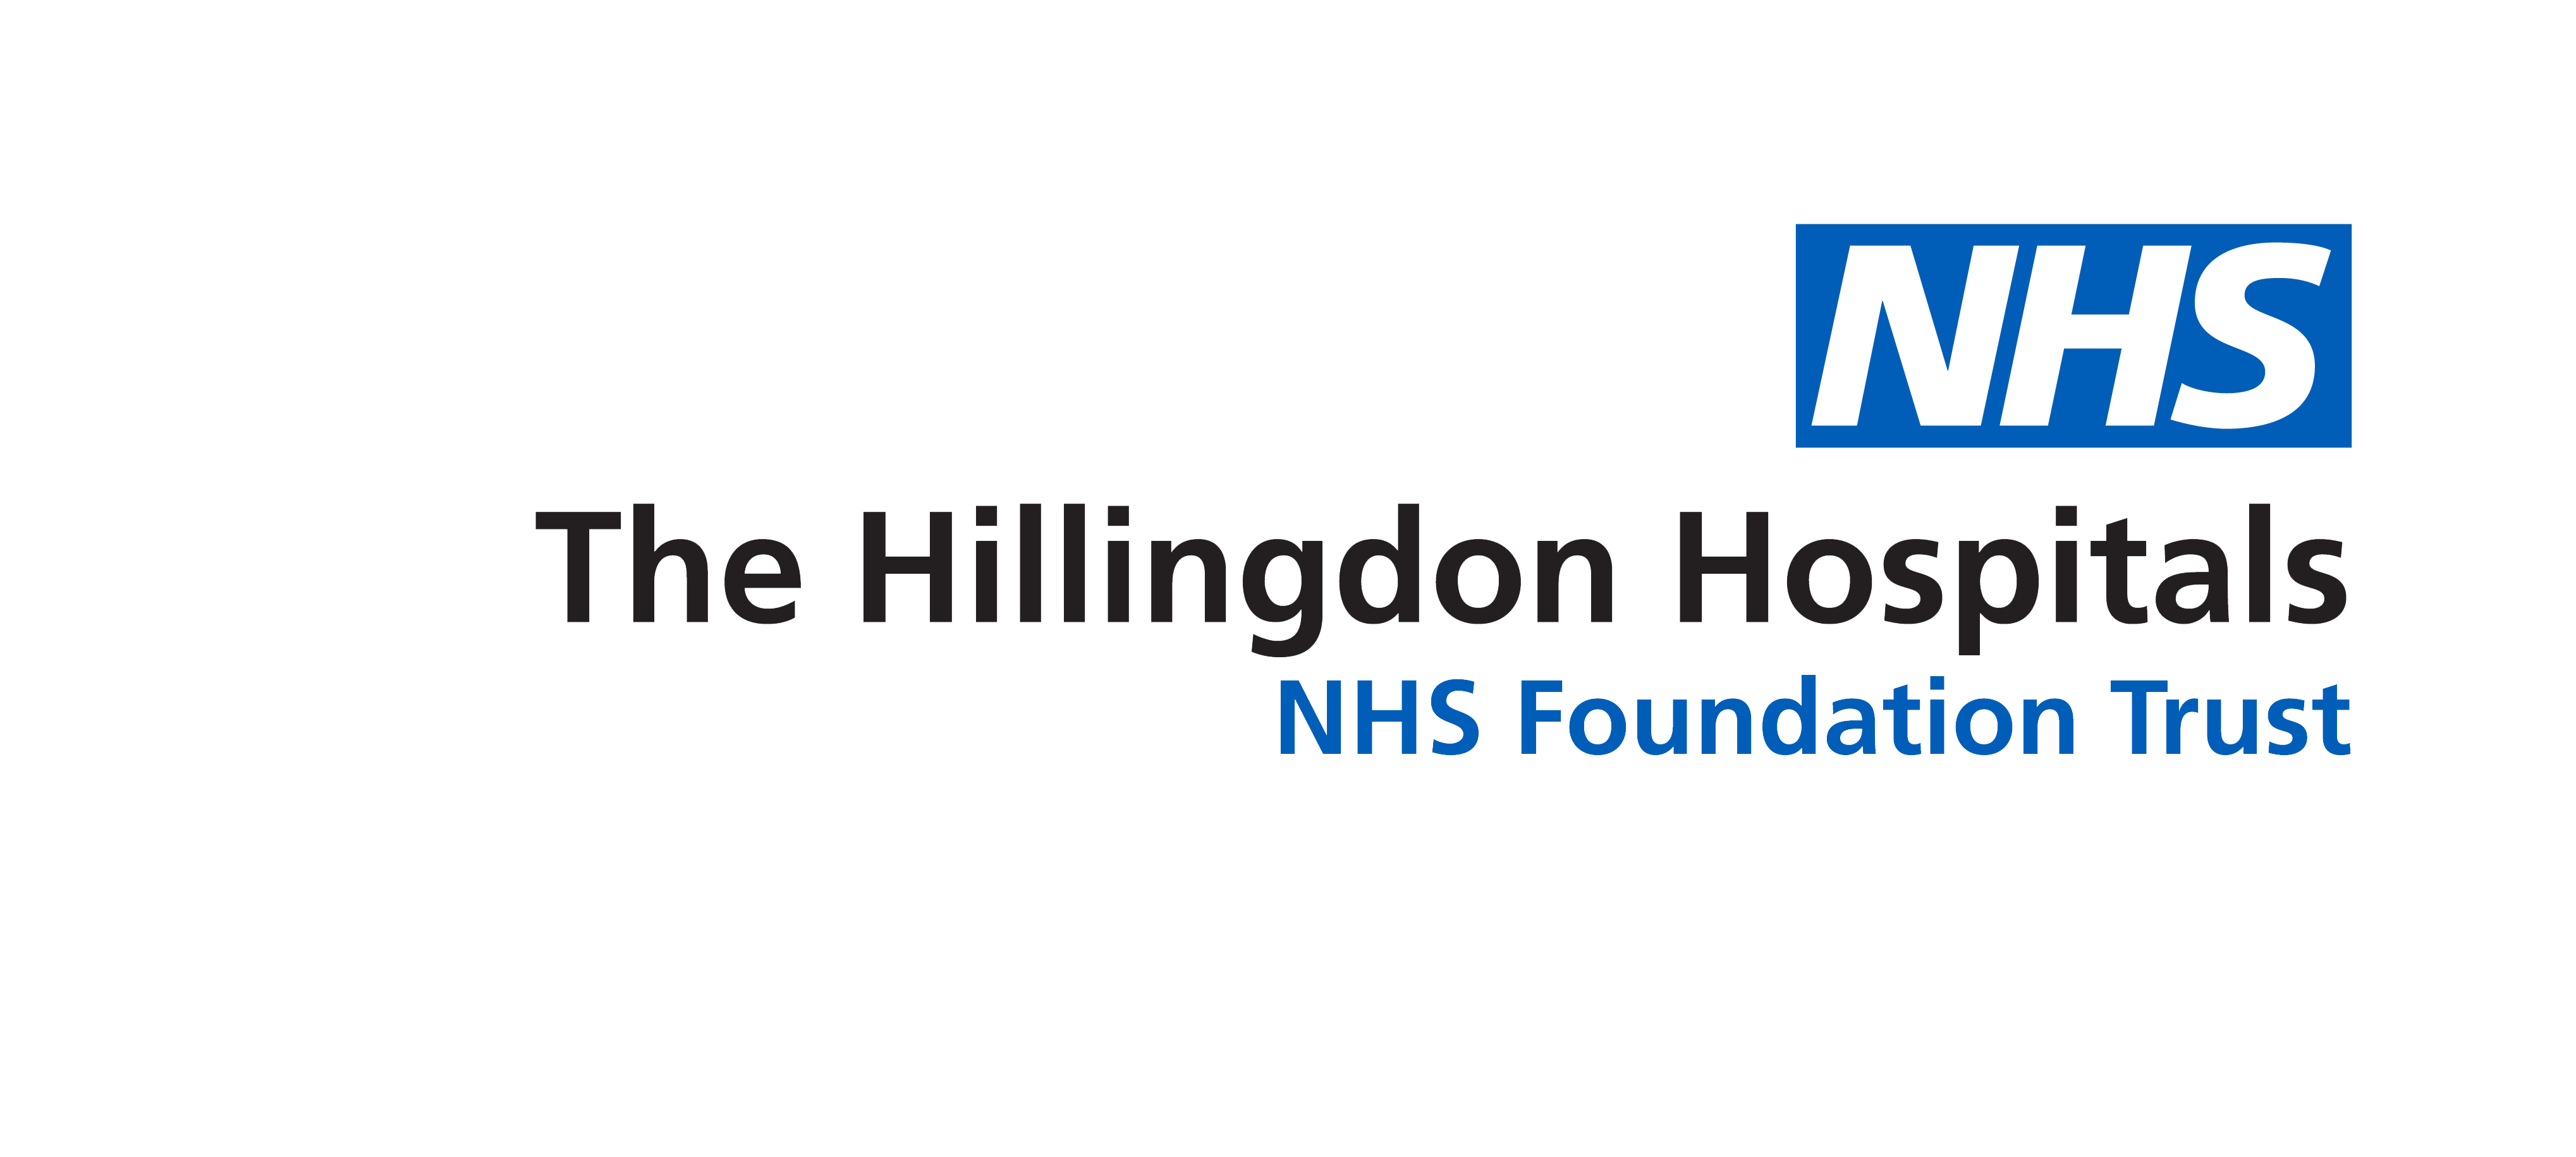 NHS
The Hillingdon Hospitals
NHS Foundation Trust